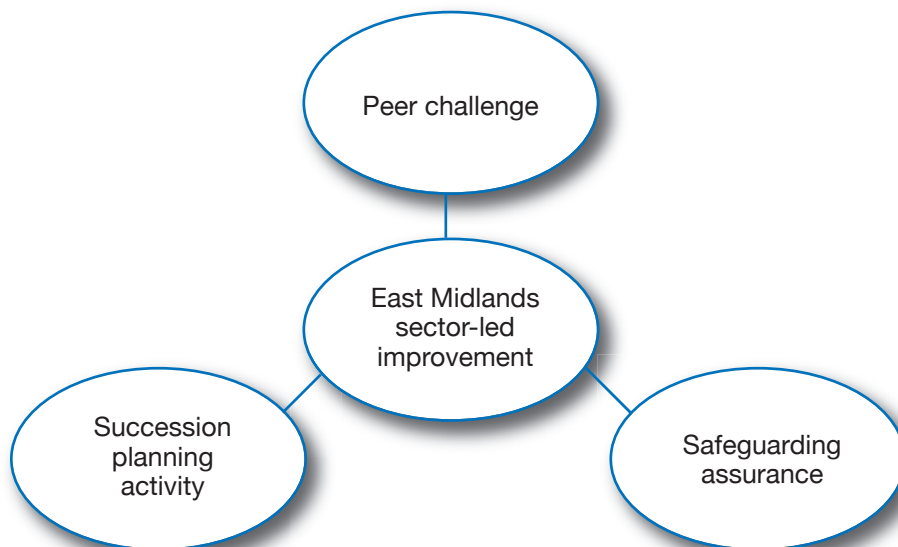 Peer challenge
East Midlands
sector-led
improvement
Succession
planning
activity
Safeguarding
assurance